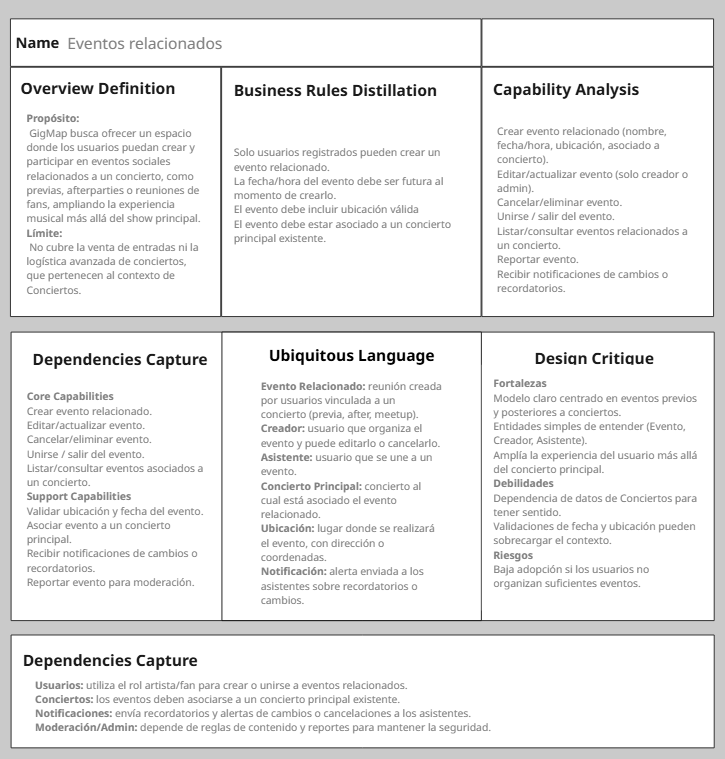 Name Eventos relacionados
Overview Definition
Propósito:
GigMap busca ofrecer un espacio
donde los usuarios puedan crear y
participar en eventos sociales
relacionados a un concierto, como
previas, afterparties o reuniones de
fans, ampliando la experiencia
musical más allá del show principal.
Límite:
No cubre la venta de entradas ni la
logística avanzada de conciertos,
que pertenecen al contexto de
Conciertos.
Business Rules Distillation
Solo usuarios registrados pueden crear un
evento relacionado.
La fecha/hora del evento debe ser futura al
momento de crearlo.
El evento debe incluir ubicación válida
El evento debe estar asociado a un concierto
principal existente.
Capability Analysis
Crear evento relacionado (nombre,
fecha/hora, ubicación, asociado a
concierto).
Editar/actualizar evento (solo creador o
admin).
Cancelar/eliminar evento.
Unirse / salir del evento.
Listar/consultar eventos relacionados a
un concierto.
Reportar evento.
Recibir notificaciones de cambios o
recordatorios.
Dependencies Capture
Core Capabilities
Crear evento relacionado.
Editar/actualizar evento.
Cancelar/eliminar evento.
Unirse / salir del evento.
Listar/consultar eventos asociados a
un concierto.
Support Capabilities
Validar ubicación y fecha del evento.
Asociar evento a un concierto
principal.
Recibir notificaciones de cambios o
recordatorios.
Reportar evento para moderación.
Ubiquitous Language
Evento Relacionado: reunión creada
por usuarios vinculada a un
concierto (previa, after, meetup).
Creador: usuario que organiza el
evento y puede editarlo o cancelarlo.
Asistente: usuario que se une a un
evento.
Concierto Principal: concierto al
cual está asociado el evento
relacionado.
Ubicación: lugar donde se realizará
el evento, con dirección o
coordenadas.
Notificación: alerta enviada a los
asistentes sobre recordatorios o
cambios.
Design Critique
Fortalezas
Modelo claro centrado en eventos previos
y posteriores a conciertos.
Entidades simples de entender (Evento,
Creador, Asistente).
Amplía la experiencia del usuario más allá
del concierto principal.
Debilidades
Dependencia de datos de Conciertos para
tener sentido.
Validaciones de fecha y ubicación pueden
sobrecargar el contexto.
Riesgos
Baja adopción si los usuarios no
organizan suficientes eventos.
Dependencies Capture
Usuarios: utiliza el rol artista/fan para crear o unirse a eventos relacionados.
Conciertos: los eventos deben asociarse a un concierto principal existente.
Notificaciones: envía recordatorios y alertas de cambios o cancelaciones a los asistentes.
Moderación/Admin: depende de reglas de contenido y reportes para mantener la seguridad.